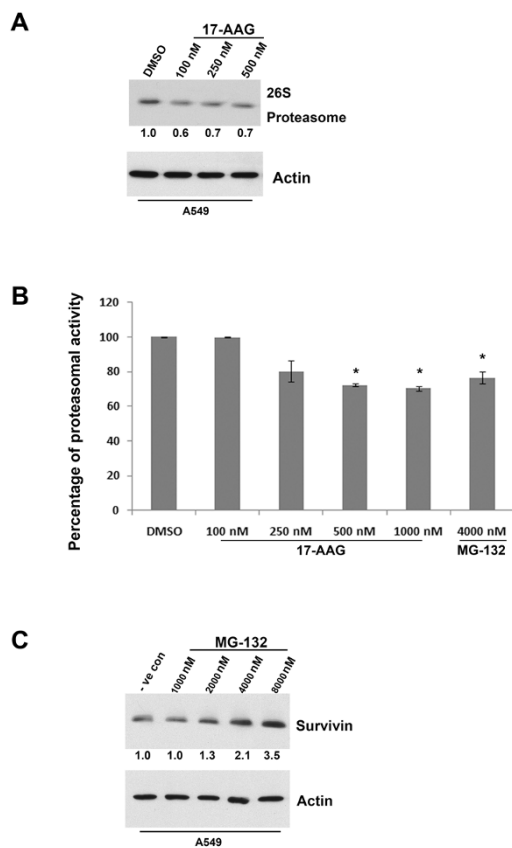 A
17-AAG
DMSO 100 nM 250 nM 500 nM
26S
Proteasome
1.0 0.6 0.7 0.7
Actin
A549
B
Percentage of proteasomal activity
120
100
80
60
40
20
0
* * *
DMSO 100 nM 250 nM 500 nM 1000 nM 4000 nM
17-AAG MG-132
C
MG-132
- ve con 1000 nM 2000 nM 4000 nM 8000 nM
Survivin
1.0 1.0 1.3 2.1 3.5
Actin
A549